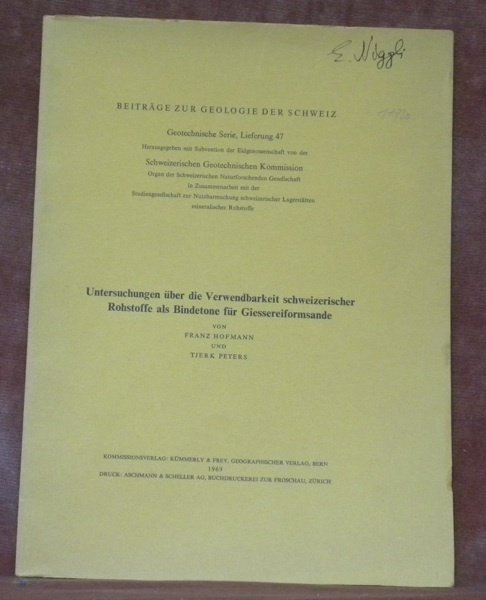 E. Niggli
BEITRÄGE ZUR GEOLOGIE DER SCHWEIZ
Geotechnische Serie, Lieferung 47
Herausgegeben mit Subvention der Eidgenossenschaft von der
Schweizerischen Geotechnischen Kommission
Organ der Schweizerischen Naturforschenden Gesellschaft
in Zusammenarbeit mit der
Studiengesellschaft zur Nutzbarmachung schweizerischer Lagerstätten
mineralischer Rohstoffe
Untersuchungen über die Verwendbarkeit schweizerischer
Rohstoffe als Bindetone für Giessereiformsande
VON
FRANZ HOFMANN
UND
TJERK PETERS
KOMMISSIONSVERLAG: KÜMMERLY & FREY, GEOGRAPHISCHER VERLAG, BERN
1969
DRUCK: ASCHMANN & SCHELLER AG, BUCHDRUCKEREI ZUR FROSCHAU, ZÜRICH